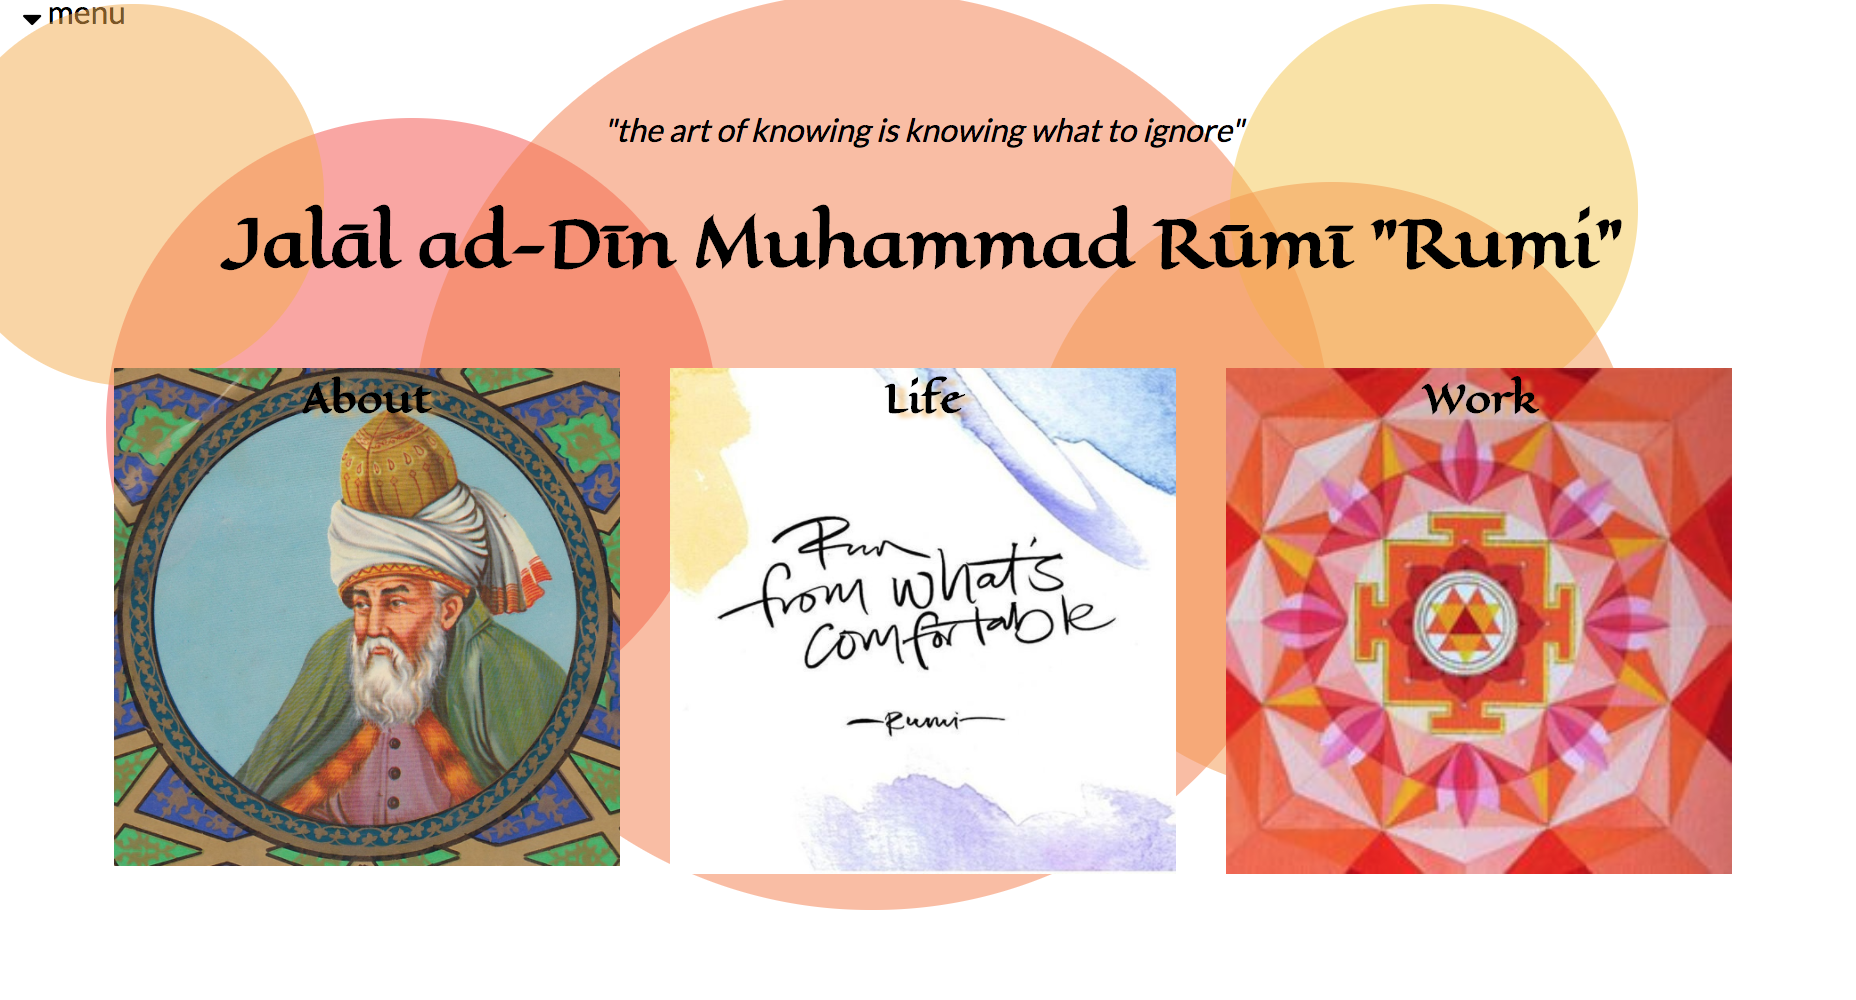 menu
"the art of knowing is knowing what to ignore"
Jalāl ad-Dīn Muhammad Rūmī "Rumi"
About
Life
Work
Run
from what's
comfortable
—Rumi—